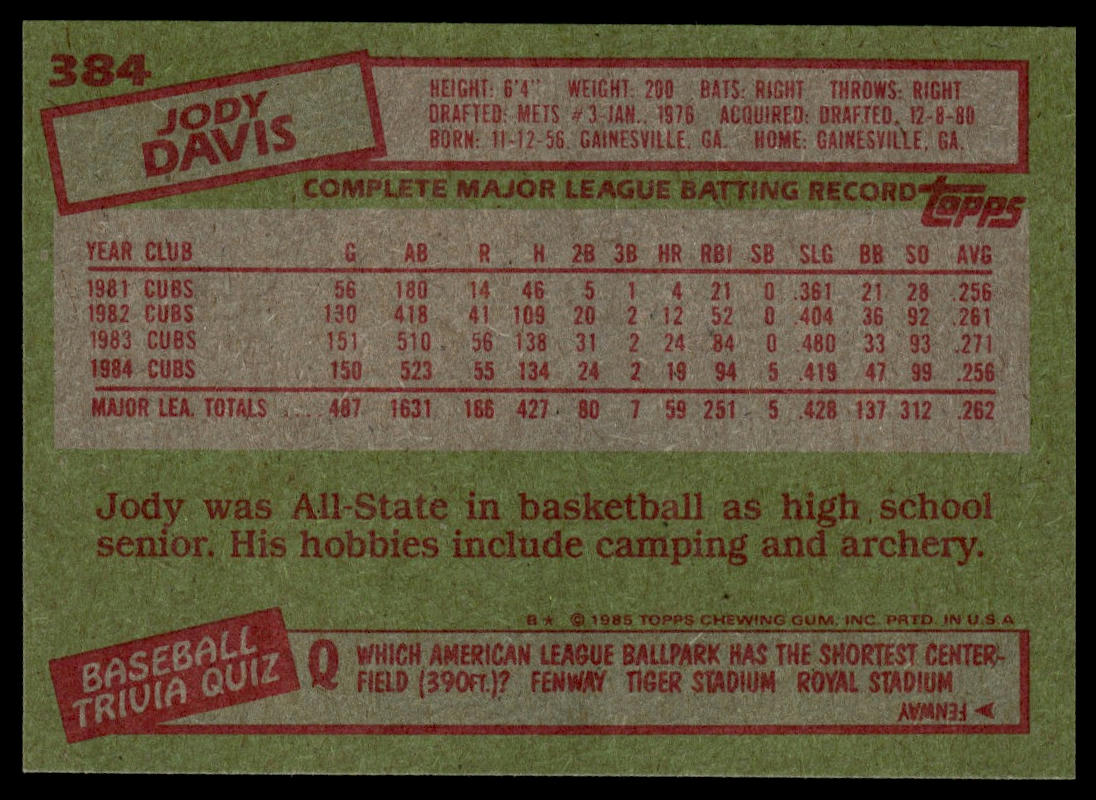 384
JODY
DAVIS
HEIGHT: 6'4" WEIGHT: 200 BATS: RIGHT THROWS: RIGHT
DRAFTED: METS #3-JAN., 1976 ACQUIRED: DRAFTED, 12-8-80
BORN: 11-12-56, GAINESVILLE, GA. HOME: GAINESVILLE, GA.
COMPLETE MAJOR LEAGUE BATTING RECORD topps
YEAR CLUB G AB R H 2B 3B HR RBI SB SLG BB SO AVG
1981 CUBS 56 180 14 46 5 1 4 21 0 .361 21 28 .256
1982 CUBS 130 418 41 109 20 2 12 52 0 .404 36 92 .261
1983 CUBS 151 510 56 138 31 2 24 84 0 .480 33 93 .271
1984 CUBS 150 523 55 134 24 2 19 94 5 .419 47 99 .256
MAJOR LEA. TOTALS .... 487 1631 166 427 80 7 59 251 5 .428 137 312 .262
Jody was All-State in basketball as high school
senior. His hobbies include camping and archery.
B★ © 1985 TOPPS CHEWING GUM, INC. PRTD. IN U.S.A
BASEBALL
TRIVIA QUIZ
Q WHICH AMERICAN LEAGUE BALLPARK HAS THE SHORTEST CENTER-
FIELD (390FT.)? FENWAY TIGER STADIUM ROYAL STADIUM
FENWAY